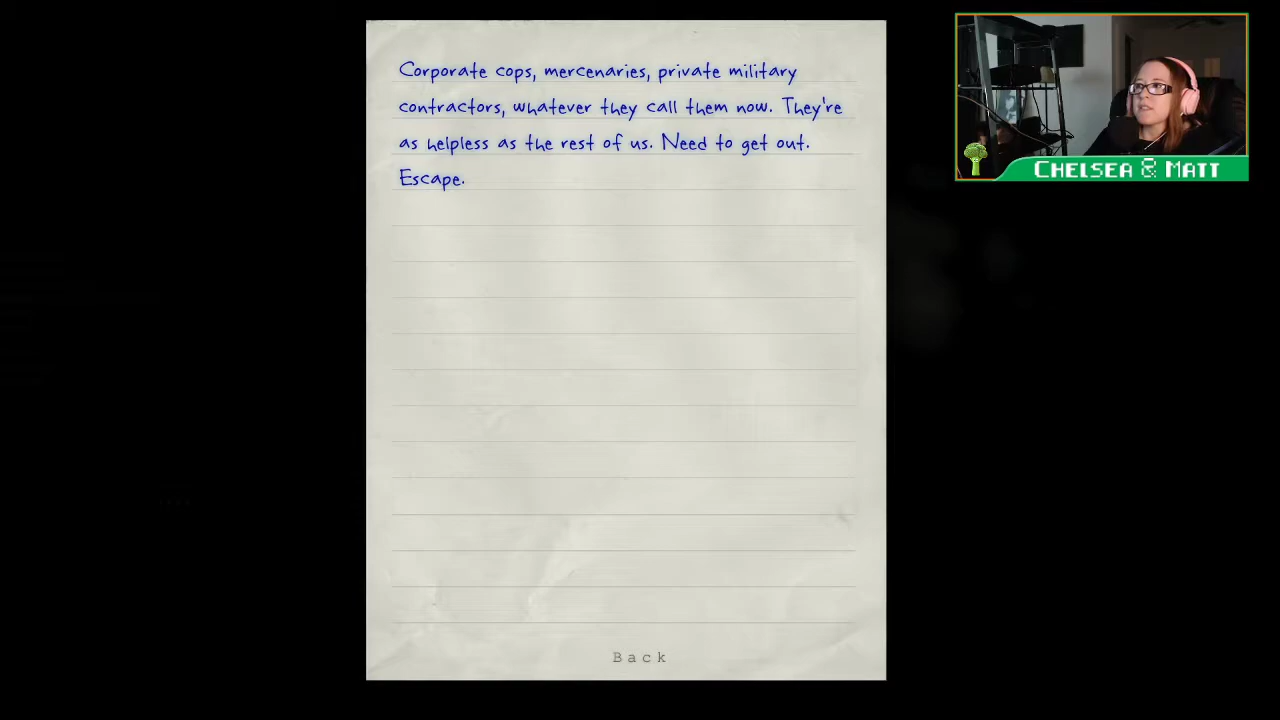 Corporate cops, mercenaries, private military
contractors, whatever they call them now. They're
as helpless as the rest of us. Need to get out.
Escape.
Back
Chelsea & Matt